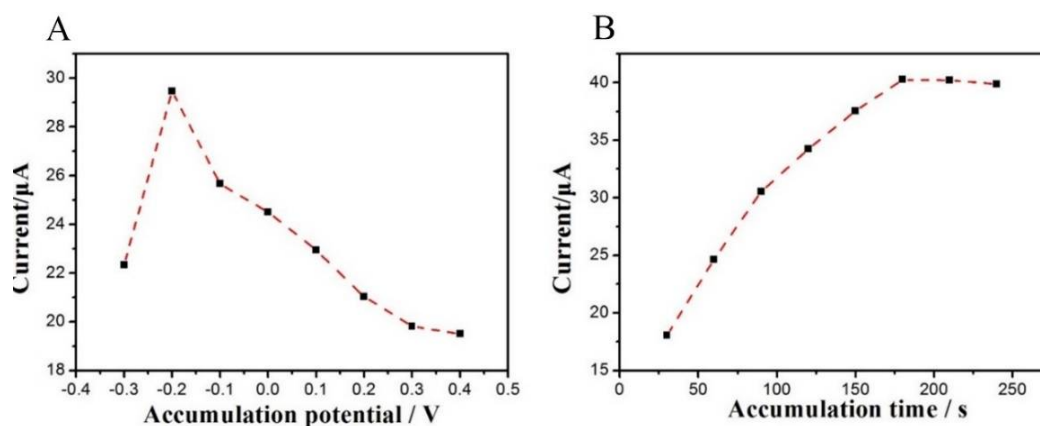 A
B
30
28
26
24
22
20
18
Current/µA
-0.4 -0.3 -0.2 -0.1 0.0 0.1 0.2 0.3 0.4 0.5
Accumulation potential / V
40
35
30
25
20
15
Current/µA
0 50 100 150 200 250
Accumulation time / s